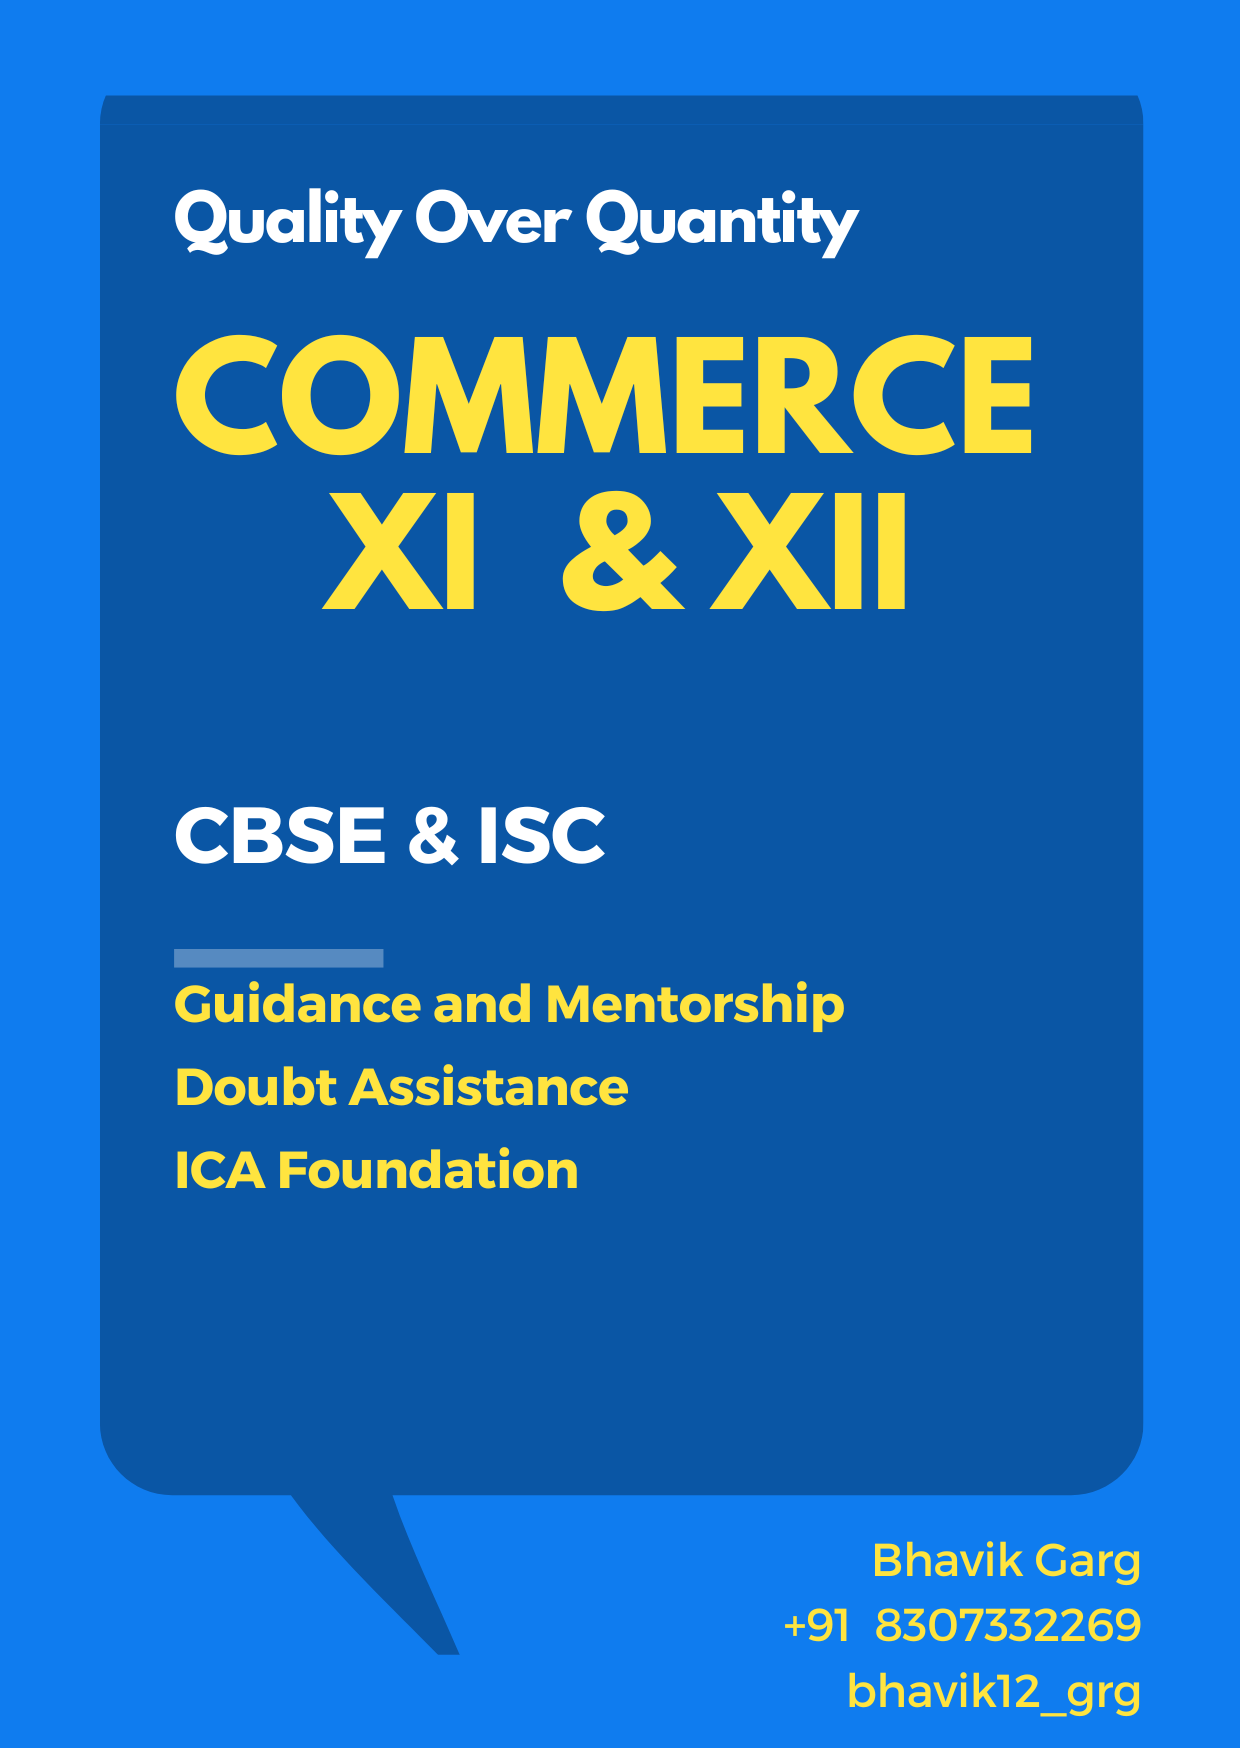 Quality Over Quantity
COMMERCE
XI & XII
CBSE & ISC
Guidance and Mentorship
Doubt Assistance
ICA Foundation
Bhavik Garg
+91 8307332269
bhavik12_grg